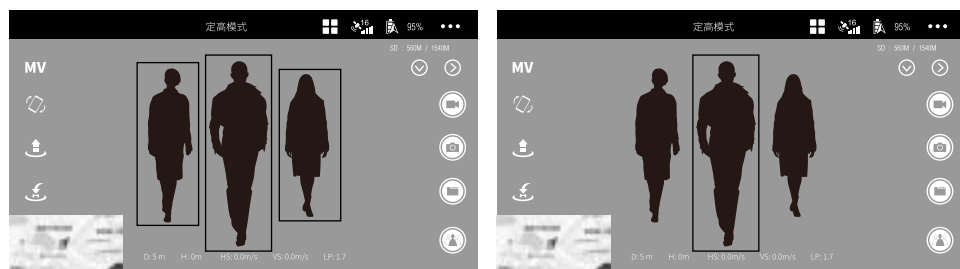 定高模式 16 95%
SD : 560M / 1540M
MV
D: 5 m H: 0m HS: 0.0m/s VS: 0.0m/s LP: 1.7
定高模式 16 95%
SD : 560M / 1540M
MV
D: 5 m H: 0m HS: 0.0m/s VS: 0.0m/s LP: 1.7